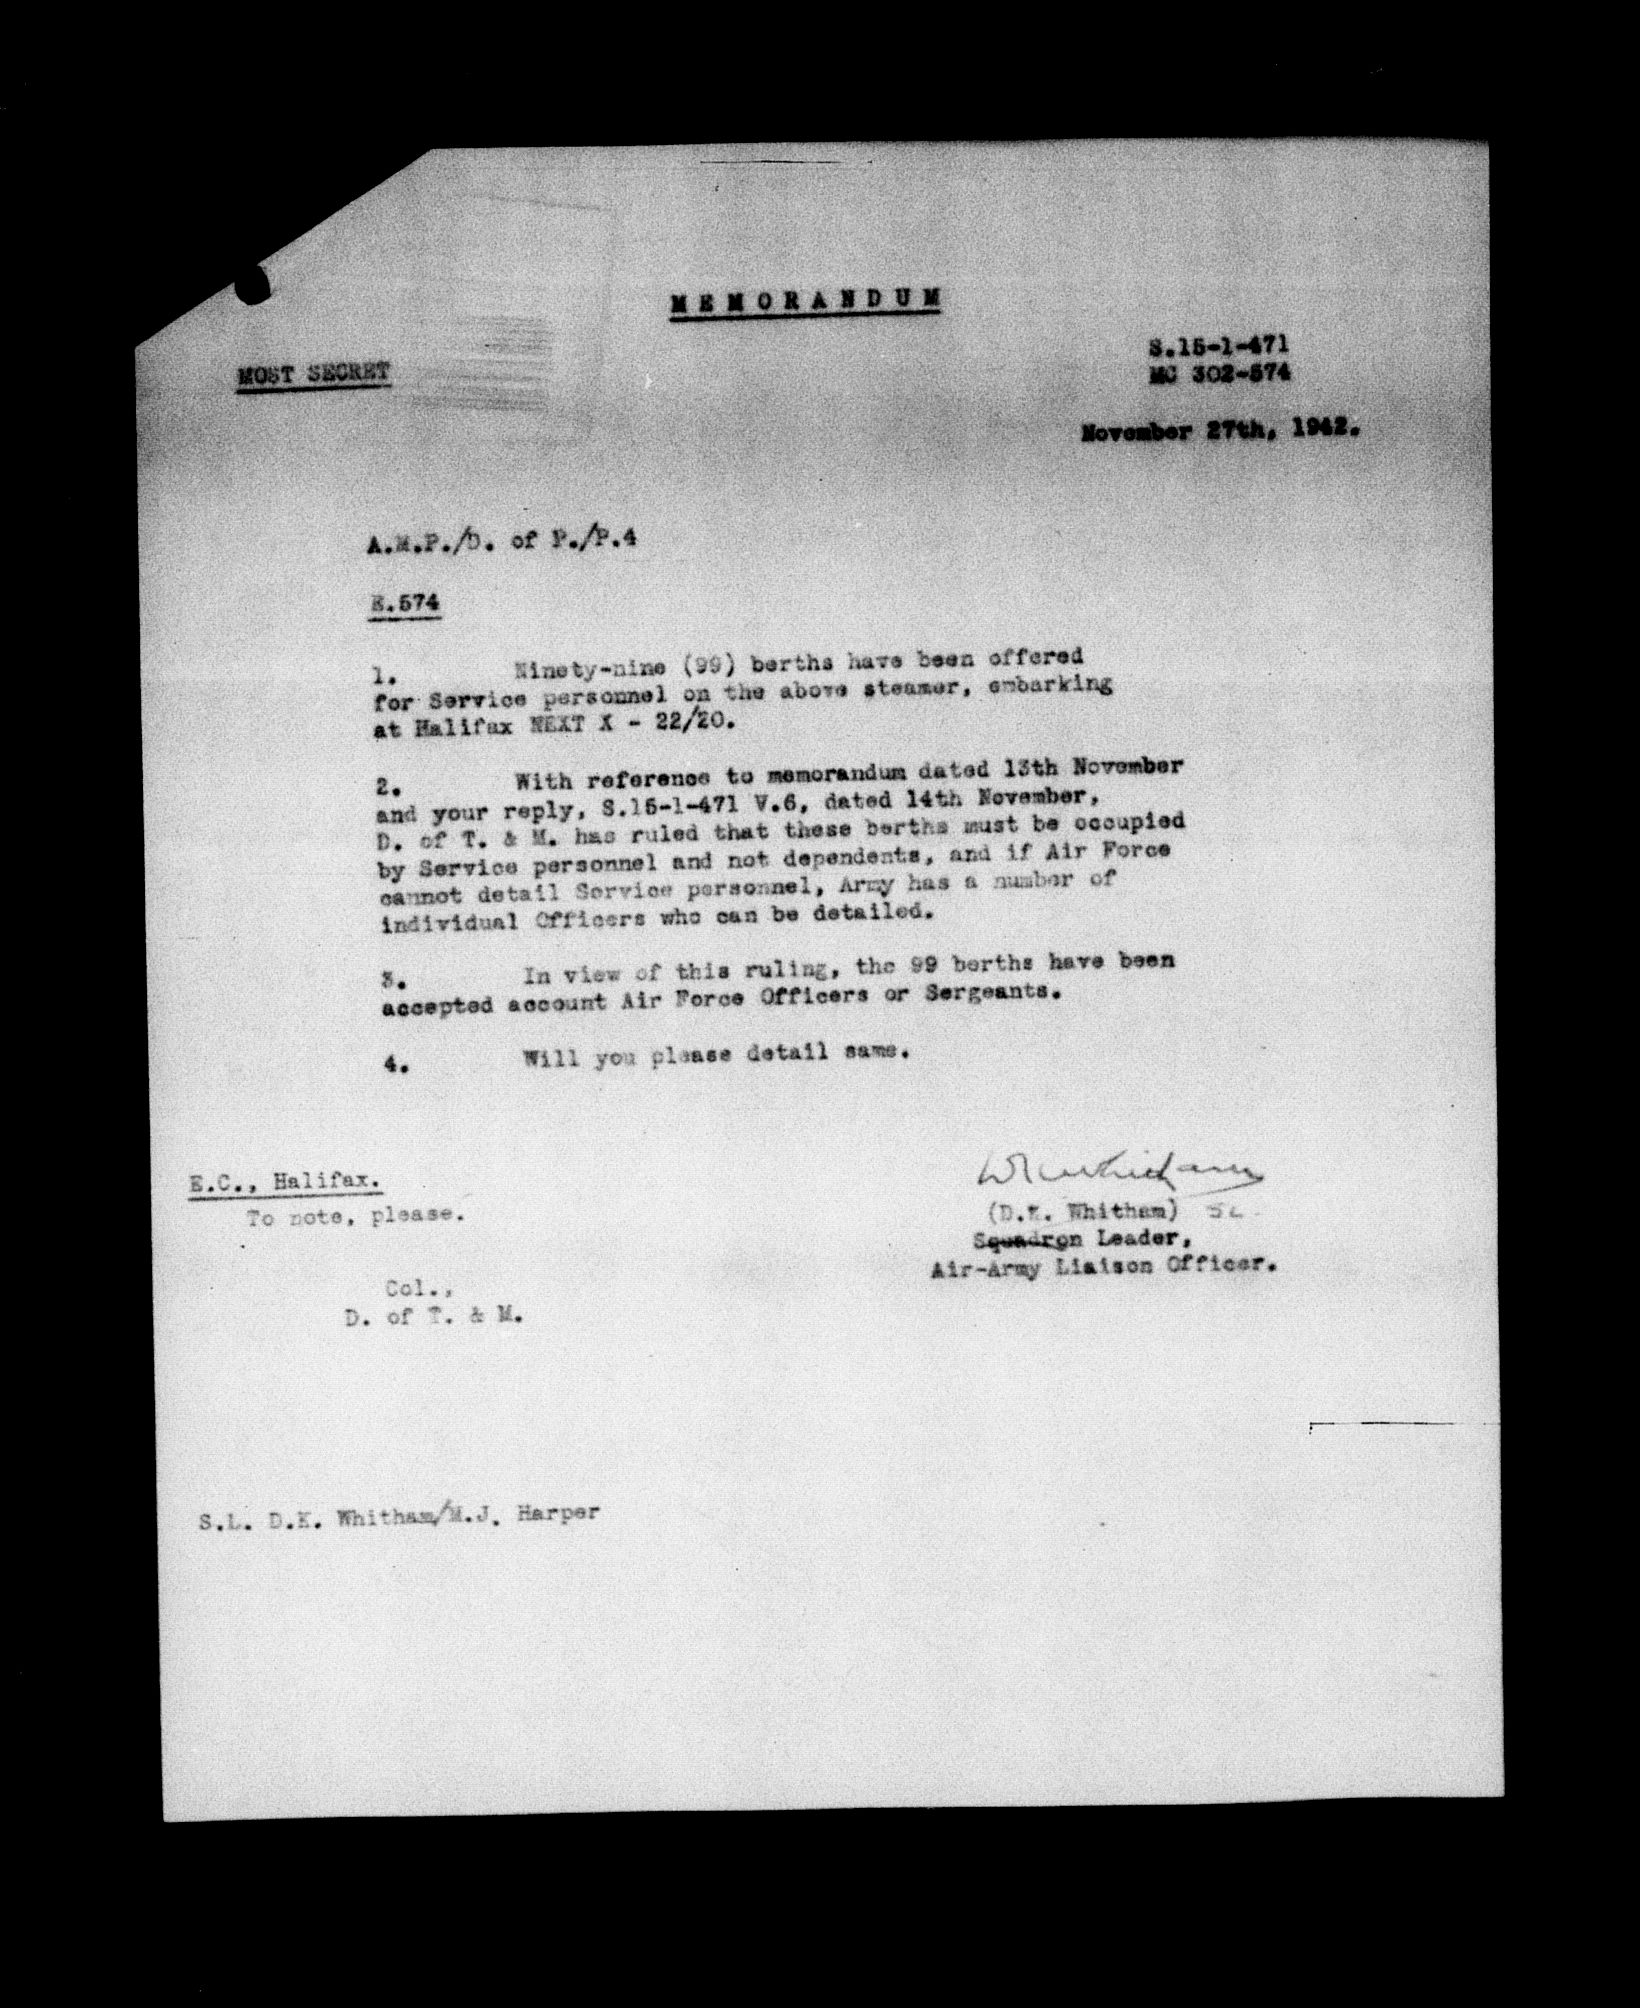 MEMORANDUM
S.15-1-471
MC 302-574
MOST SECRET
November 27th, 1942.
A.M.P./D. of P./P.4
E.574
1. Ninety-nine (99) berths have been offered
for Service personnel on the above steamer, embarking
at Halifax NEXT X - 22/20.
2. With reference to memorandum dated 13th November
and your reply, S.15-1-471 V.6, dated 14th November,
D. of T. & M. has ruled that these berths must be occupied
by Service personnel and not dependents, and if Air Force
cannot detail Service personnel, Army has a number of
individual Officers who can be detailed.
3. In view of this ruling, the 99 berths have been
accepted account Air Force Officers or Sergeants.
4. Will you please detail same.
DK Whitham
(D.K. Whitham) SL
Squadron Leader,
Air-Army Liaison Officer.
E.C., Halifax.
To note, please.
Col.,
D. of T. & M.
S.L. D.K. Whitham/M.J. Harper